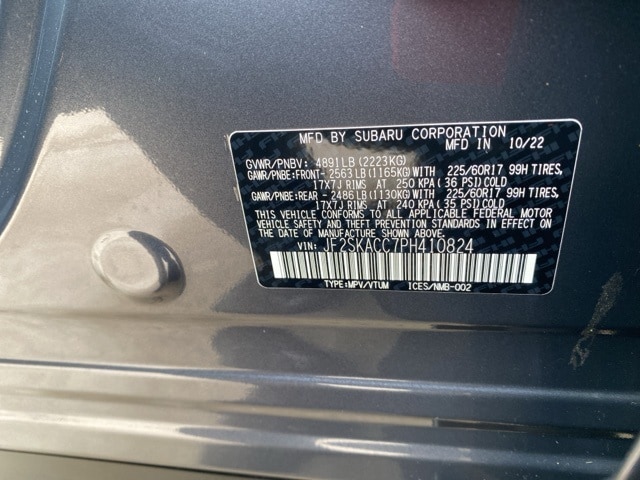 MFD BY SUBARU CORPORATION
MFD IN 10/22
GVWR/PNBV: 4891LB(2223KG)
GAWR/PNBE:FRONT-2563LB(1165KG)WITH 225/60R17 99H TIRES,
17X7J RIMS AT 250 KPA(36 PSI)COLD
GAWR/PNBE:REAR -2486LB(1130KG)WITH 225/60R17 99H TIRES,
17X7J RIMS AT 240 KPA(35 PSI)COLD
THIS VEHICLE CONFORMS TO ALL APPLICABLE FEDERAL MOTOR
VEHICLE SAFETY AND THEFT PREVENTION STANDARDS IN EFFECT ON THE
DATE OF MANUFACTURE SHOWN ABOVE.
VIN: JF2SKACC7PH410824
TYPE:MPV/VTUM ICES/NMB-002